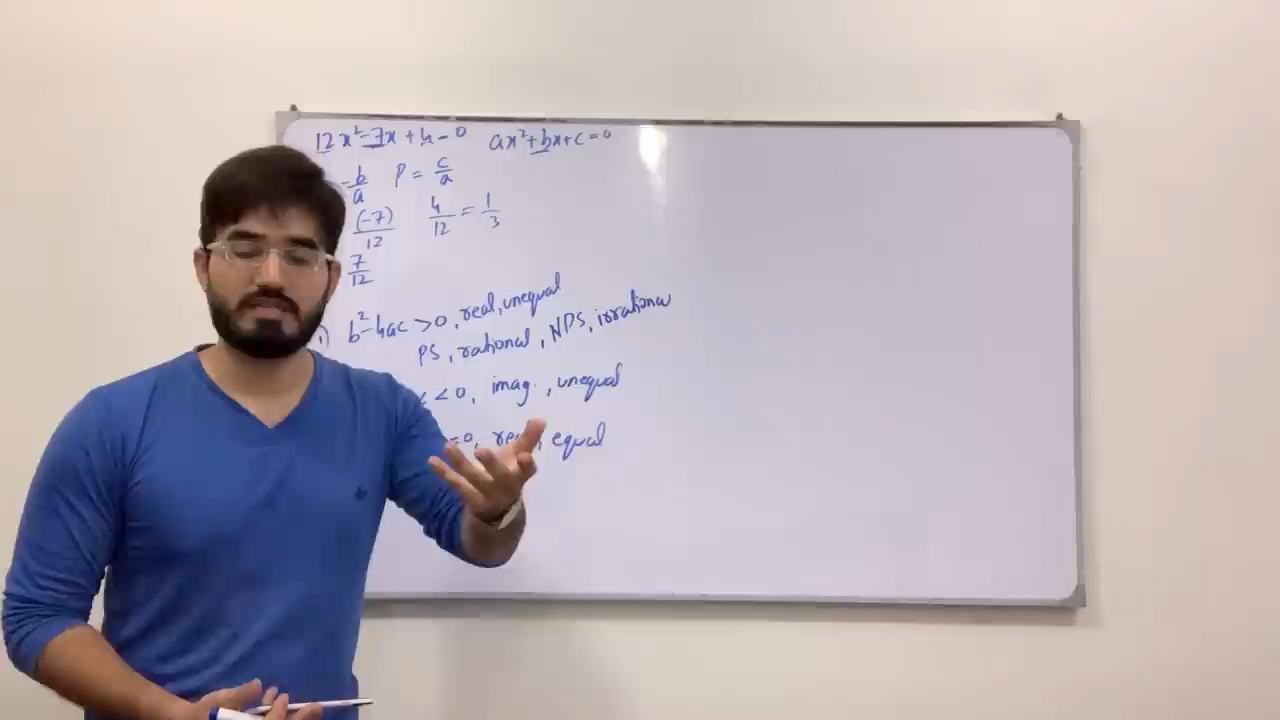 12x² - 7x + 4 - 0 ax² + bx + c = 0
- b/a P = c/a
(-7)/12 4/12 = 1/3
7/12
) b² - 4ac > 0, real, unequal
PS, rational, NPS, irrational
< 0, imag., unequal
= 0, real, equal